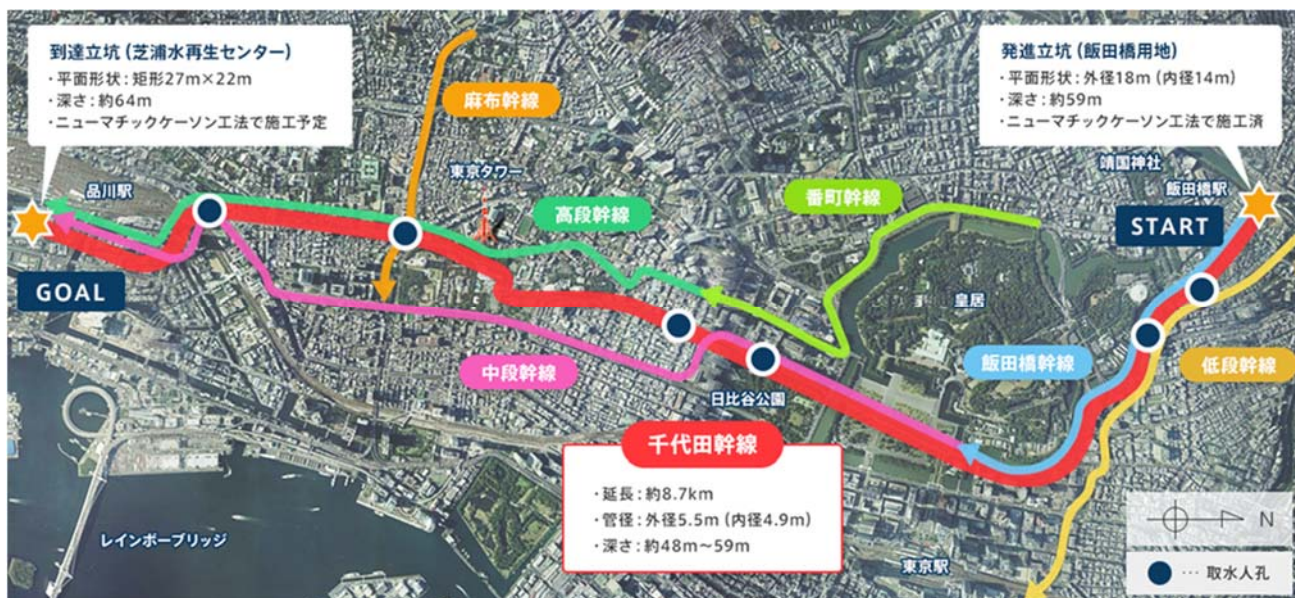 到達立坑(芝浦水再生センター)
・平面形状:矩形27m×22m
・深さ:約64m
・ニューマチックケーソン工法で施工予定
発進立坑(飯田橋用地)
・平面形状:外径18m(内径14m)
・深さ:約59m
・ニューマチックケーソン工法で施工済
麻布幹線
東京タワー
品川駅
高段幹線
番町幹線
靖国神社
飯田橋駅
START
GOAL
皇居
中段幹線
飯田橋幹線
低段幹線
日比谷公園
千代田幹線
・延長:約8.7km
・管径:外径5.5m(内径4.9m)
・深さ:約48m〜59m
レインボーブリッジ
東京駅
N
…取水人孔